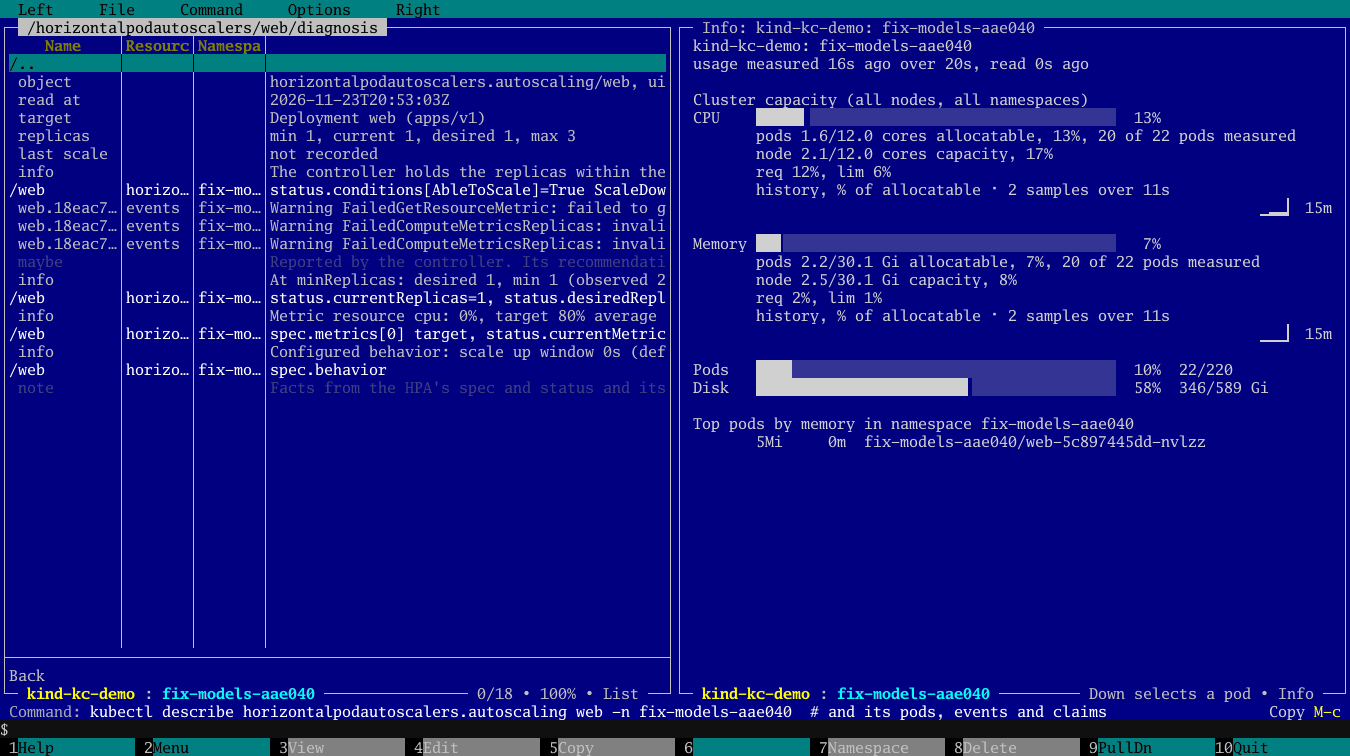 Left File Command Options Right
/horizontalpodautoscalers/web/diagnosis
Name Resourc Namespa
/..
object horizontalpodautoscalers.autoscaling/web, ui
read at 2026-11-23T20:53:03Z
target Deployment web (apps/v1)
replicas min 1, current 1, desired 1, max 3
last scale not recorded
info The controller holds the replicas within the
/web horizo… fix-mo… status.conditions[AbleToScale]=True ScaleDow
web.18eac7… events fix-mo… Warning FailedGetResourceMetric: failed to g
web.18eac7… events fix-mo… Warning FailedComputeMetricsReplicas: invali
web.18eac7… events fix-mo… Warning FailedComputeMetricsReplicas: invali
maybe Reported by the controller. Its recommendati
info At minReplicas: desired 1, min 1 (observed 2
/web horizo… fix-mo… status.currentReplicas=1, status.desiredRepl
info Metric resource cpu: 0%, target 80% average
/web horizo… fix-mo… spec.metrics[0] target, status.currentMetric
info Configured behavior: scale up window 0s (def
/web horizo… fix-mo… spec.behavior
note Facts from the HPA's spec and status and its
Back
kind-kc-demo : fix-models-aae040 0/18 • 100% • List
Info: kind-kc-demo: fix-models-aae040
kind-kc-demo: fix-models-aae040
usage measured 16s ago over 20s, read 0s ago
Cluster capacity (all nodes, all namespaces)
CPU 13%
pods 1.6/12.0 cores allocatable, 13%, 20 of 22 pods measured
node 2.1/12.0 cores capacity, 17%
req 12%, lim 6%
history, % of allocatable · 2 samples over 11s
15m
Memory 7%
pods 2.2/30.1 Gi allocatable, 7%, 20 of 22 pods measured
node 2.5/30.1 Gi capacity, 8%
req 2%, lim 1%
history, % of allocatable · 2 samples over 11s
15m
Pods 10% 22/220
Disk 58% 346/589 Gi
Top pods by memory in namespace fix-models-aae040
5Mi 0m fix-models-aae040/web-5c897445dd-nvlzz
kind-kc-demo : fix-models-aae040 Down selects a pod • Info
Command: kubectl describe horizontalpodautoscalers.autoscaling web -n fix-models-aae040 # and its pods, events and claims Copy M-c
$
1Help 2Menu 3View 4Edit 5Copy 6 7Namespace 8Delete 9PullDn 10Quit